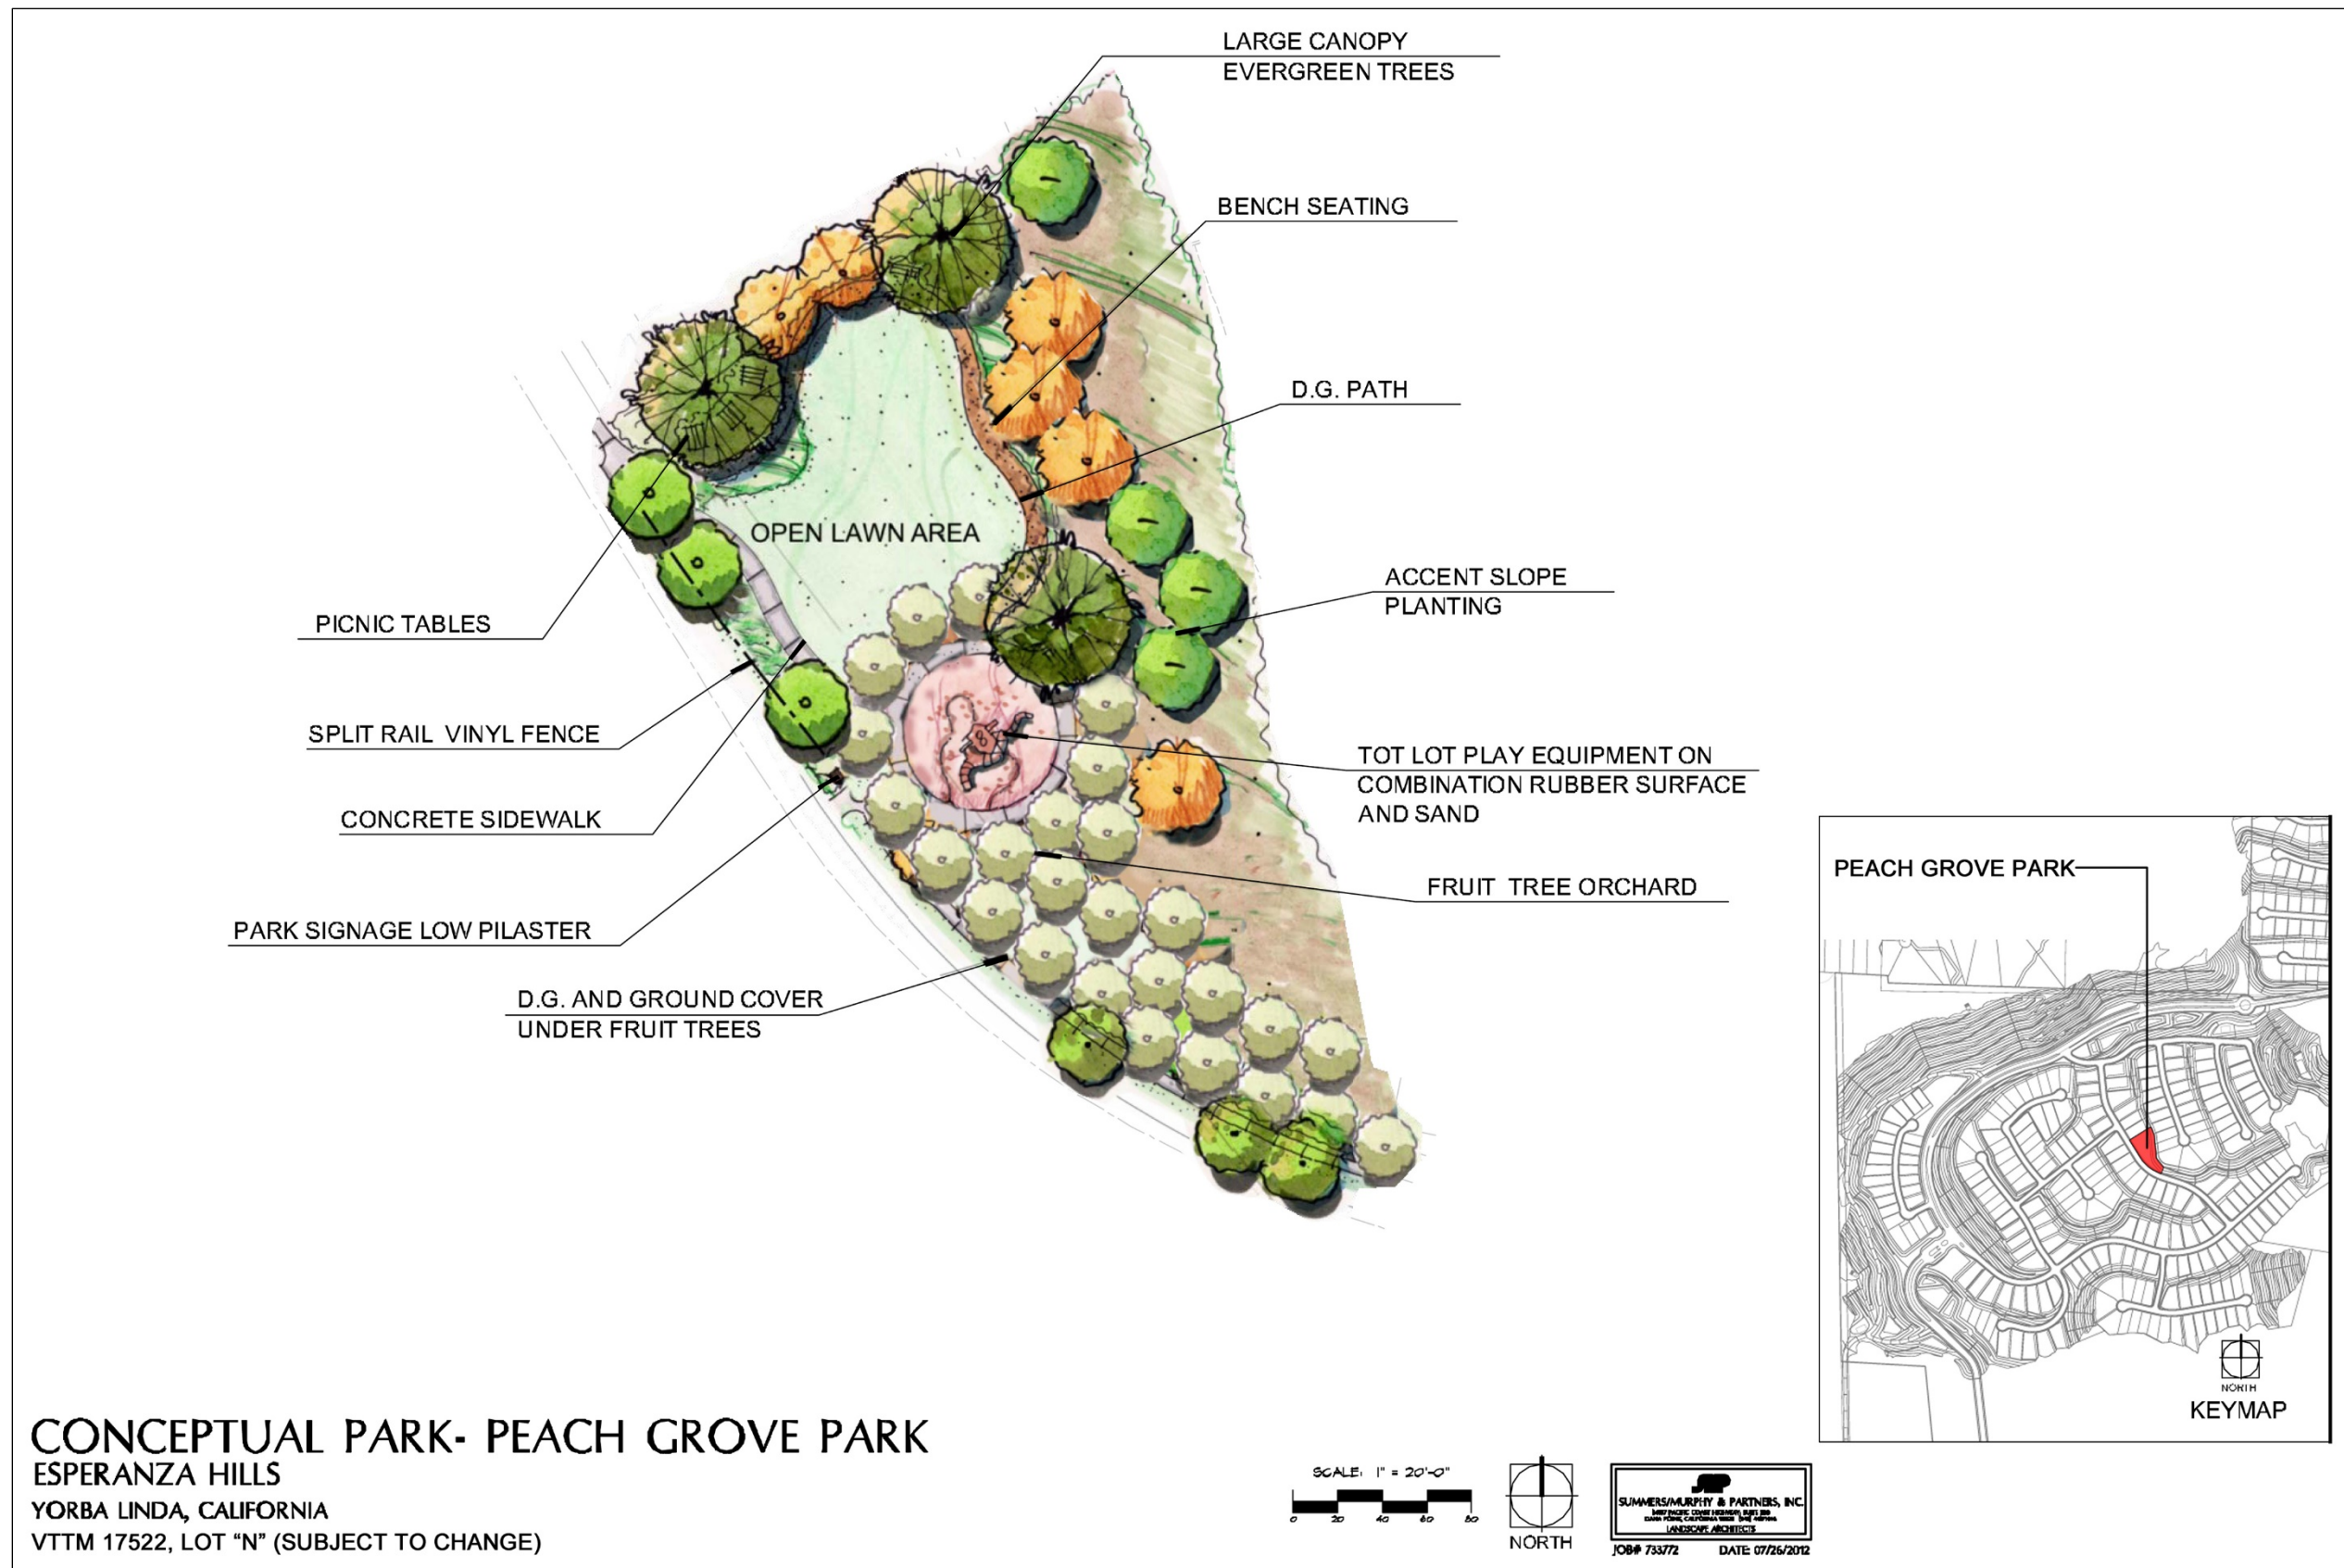 LARGE CANOPY
EVERGREEN TREES
BENCH SEATING
D.G. PATH
OPEN LAWN AREA
ACCENT SLOPE
PLANTING
PICNIC TABLES
SPLIT RAIL VINYL FENCE
TOT LOT PLAY EQUIPMENT ON
COMBINATION RUBBER SURFACE
AND SAND
CONCRETE SIDEWALK
FRUIT TREE ORCHARD
PARK SIGNAGE LOW PILASTER
D.G. AND GROUND COVER
UNDER FRUIT TREES
PEACH GROVE PARK
NORTH
KEYMAP
CONCEPTUAL PARK- PEACH GROVE PARK
ESPERANZA HILLS
YORBA LINDA, CALIFORNIA
VTTM 17522, LOT “N” (SUBJECT TO CHANGE)
SCALE: 1" = 20'-0"
0 20 40 60 80
NORTH
SUMMERS/MURPHY & PARTNERS, INC.
LANDSCAPE ARCHITECTS
JOB# 733772 DATE: 07/26/2012